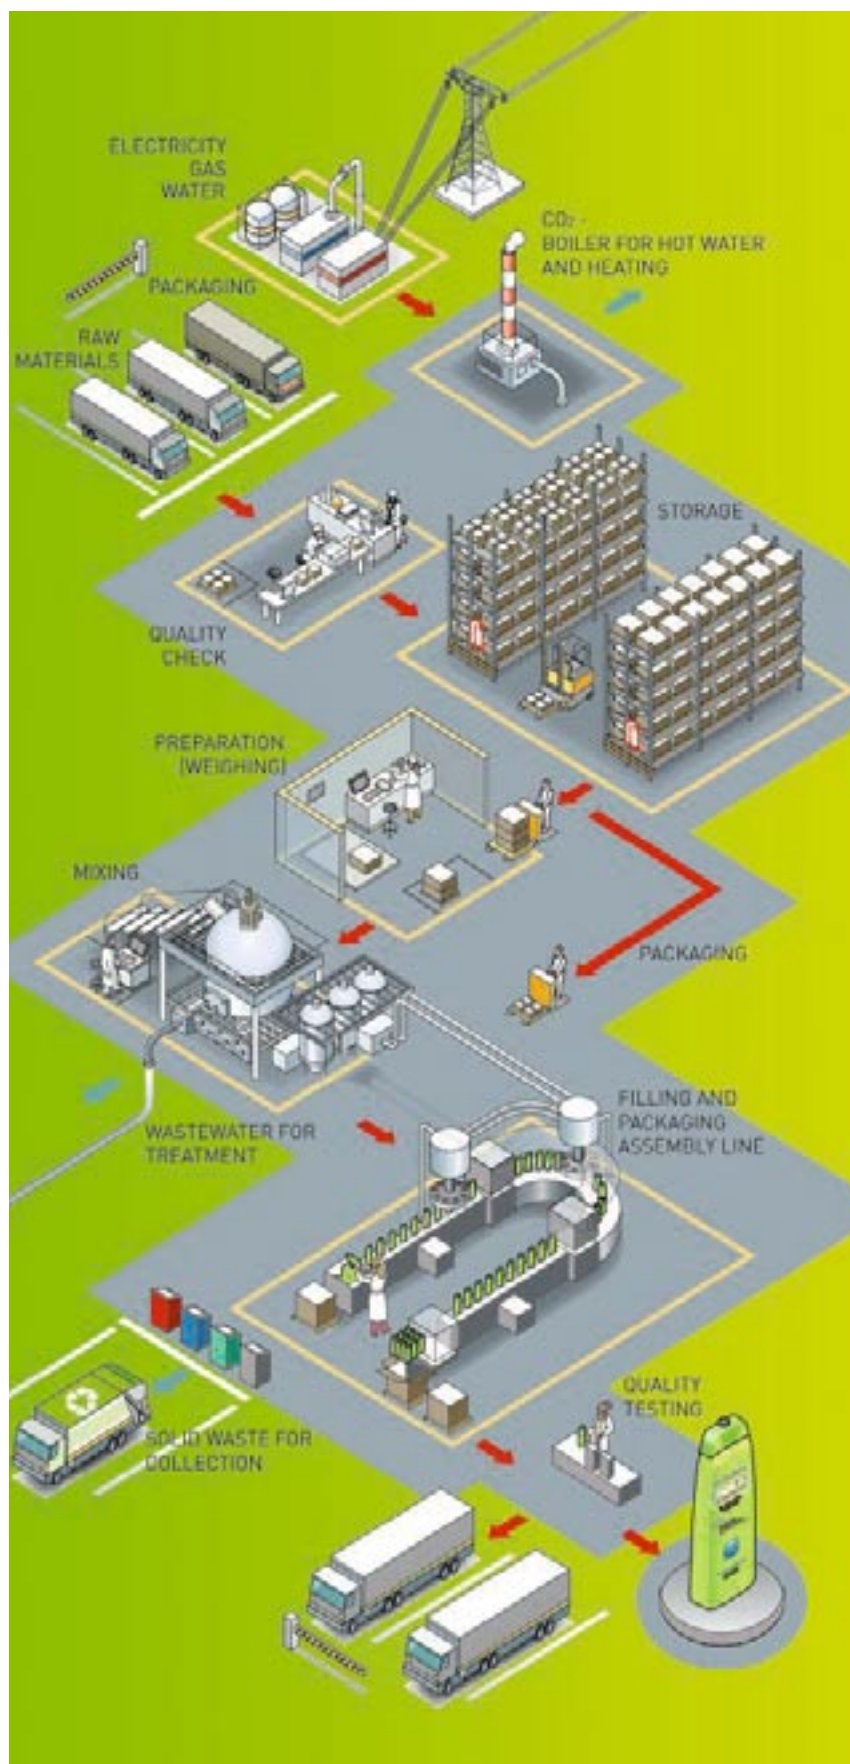 ELECTRICITY
GAS
WATER
CO₂ -
BOILER FOR HOT WATER
AND HEATING
PACKAGING
RAW
MATERIALS
STORAGE
QUALITY
CHECK
PREPARATION
(WEIGHING)
MIXING
PACKAGING
FILLING AND
PACKAGING
ASSEMBLY LINE
WASTEWATER FOR
TREATMENT
QUALITY
TESTING
SOLID WASTE FOR
COLLECTION